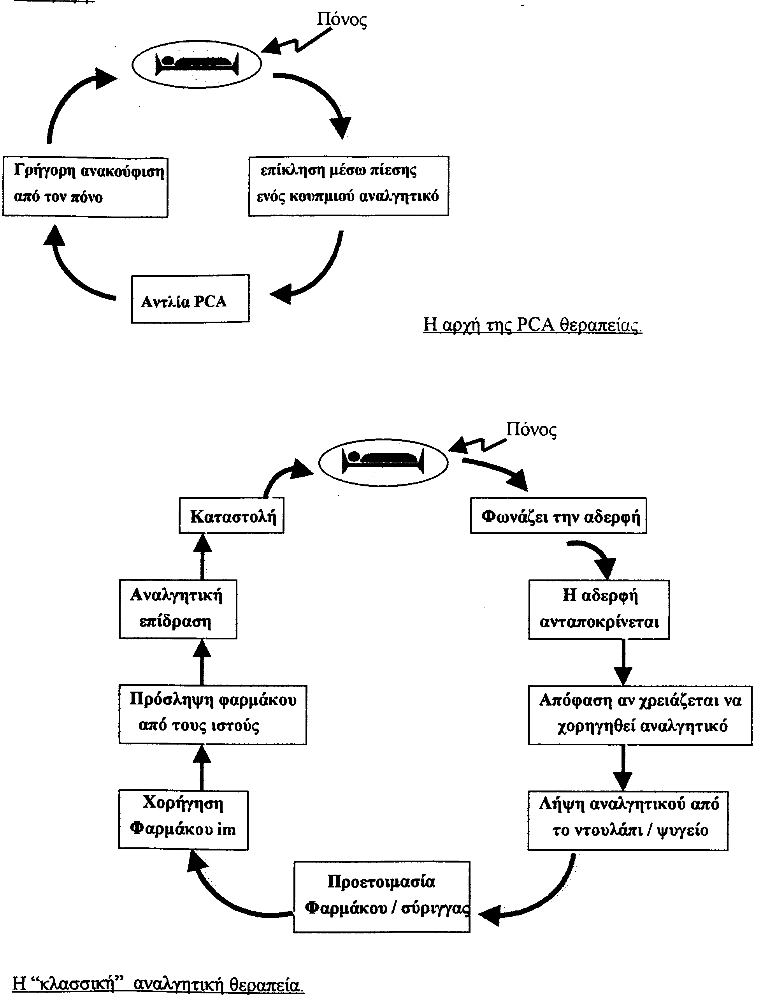 Πόνος
Γρήγορη ανακούφιση
από τον πόνο
επίκληση μέσω πίεσης
ενός κουπμιού αναλγητικό
Αντλία PCA
Η αρχή της PCA θεραπείας.
Πόνος
Καταστολή
Φωνάζει την αδερφή
Αναλγητική
επίδραση
Η αδερφή
ανταποκρίνεται
Πρόσληψη φαρμάκου
από τους ιστούς
Απόφαση αν χρειάζεται να
χορηγηθεί αναλγητικό
Χορήγηση
Φαρμάκου im
Λήψη αναλγητικού από
το ντουλάπι / ψυγείο
Προετοιμασία
Φαρμάκου / σύριγγας
Η “κλασσική” αναλγητική θεραπεία.